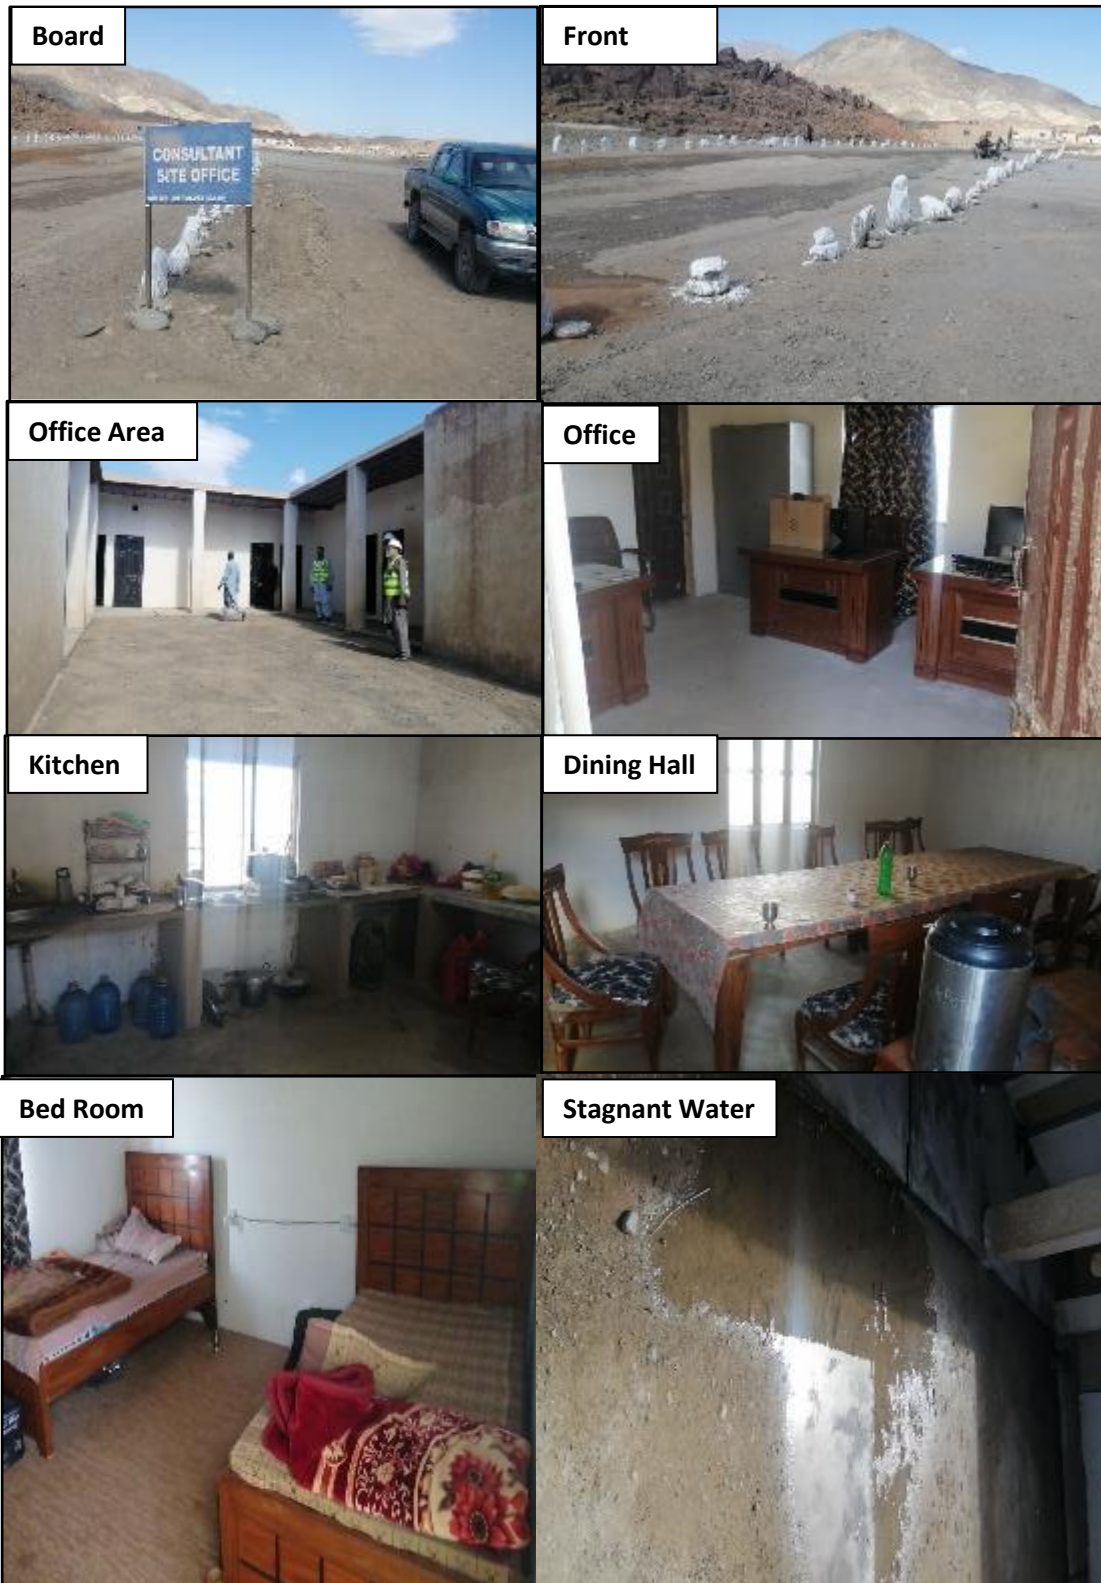 Board
Front
CONSULTANT
SITE OFFICE
Office Area
Office
Kitchen
Dining Hall
Bed Room
Stagnant Water